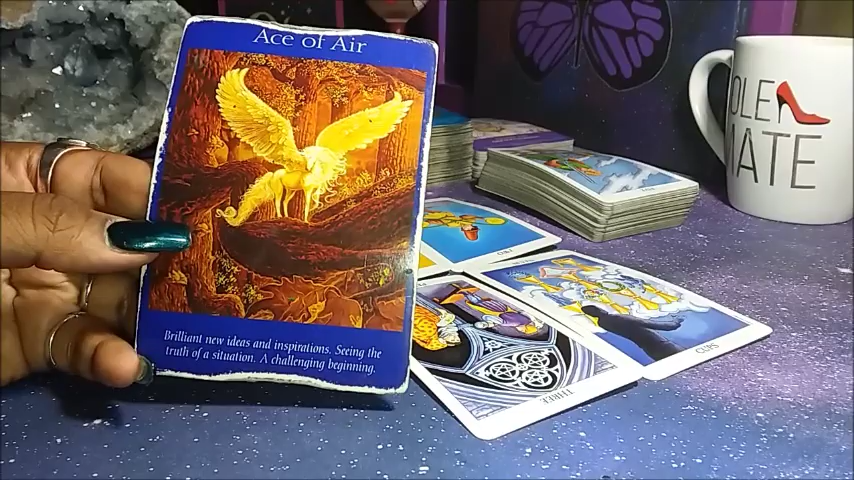 Ace of Air
Brilliant new ideas and inspirations. Seeing the
truth of a situation. A challenging beginning.
OLE
MATE
THREE
CUPS